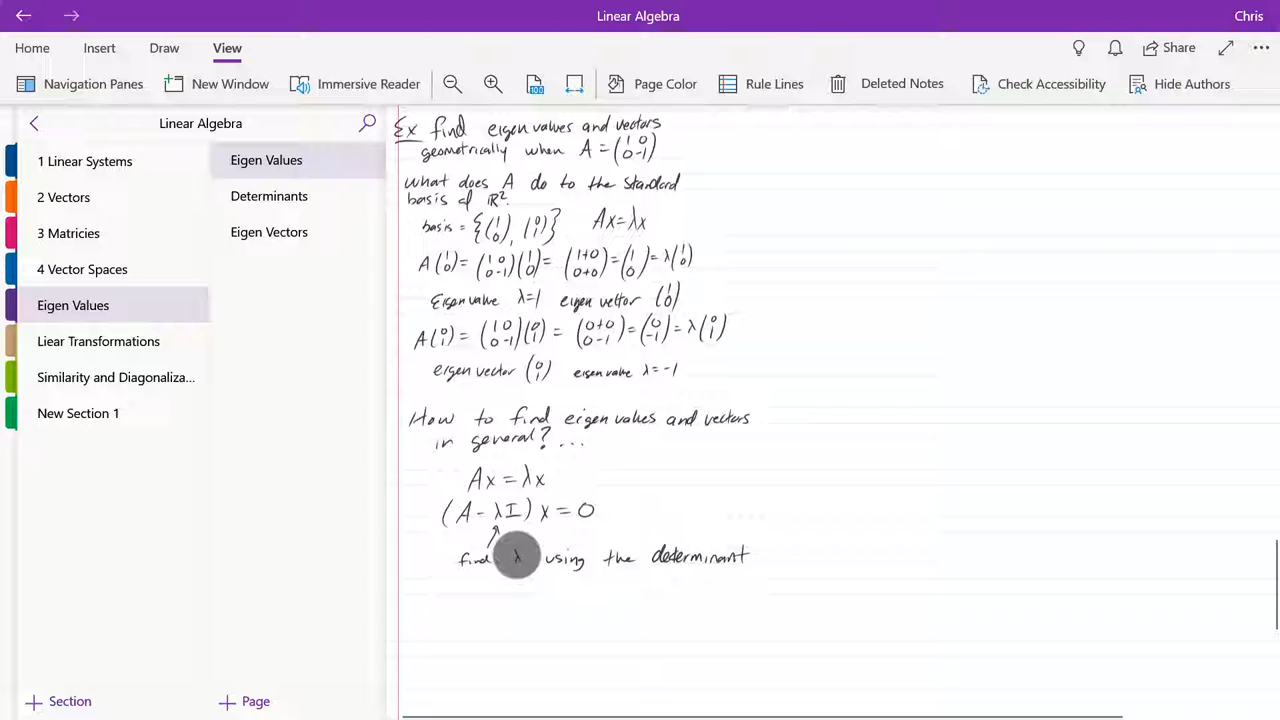 Linear Algebra
Chris
Home Insert Draw View
Share
Navigation Panes New Window Immersive Reader Page Color Rule Lines Deleted Notes Check Accessibility Hide Authors
Linear Algebra
1 Linear Systems
2 Vectors
3 Matricies
4 Vector Spaces
Eigen Values
Liear Transformations
Similarity and Diagonaliza...
New Section 1
Eigen Values
Determinants
Eigen Vectors
Section
Page
Ex find eigen values and vectors
geometrically when A = (1 0; 0 -1)
What does A do to the standard
basis of ℝ².
basis = {(1; 0), (0; 1)} Ax = λx
A(1; 0) = (1 0; 0 -1)(1; 0) = (1+0; 0+0) = (1; 0) = λ(1; 0)
Eigen value λ=1 eigen vector (1; 0)
A(0; 1) = (1 0; 0 -1)(0; 1) = (0+0; 0-1) = (0; -1) = λ(0; 1)
eigen vector (0; 1) eigen value λ = -1
How to find eigen values and vectors
in general? ...
Ax = λx
(A - λI) x = 0
find λ using the determinant